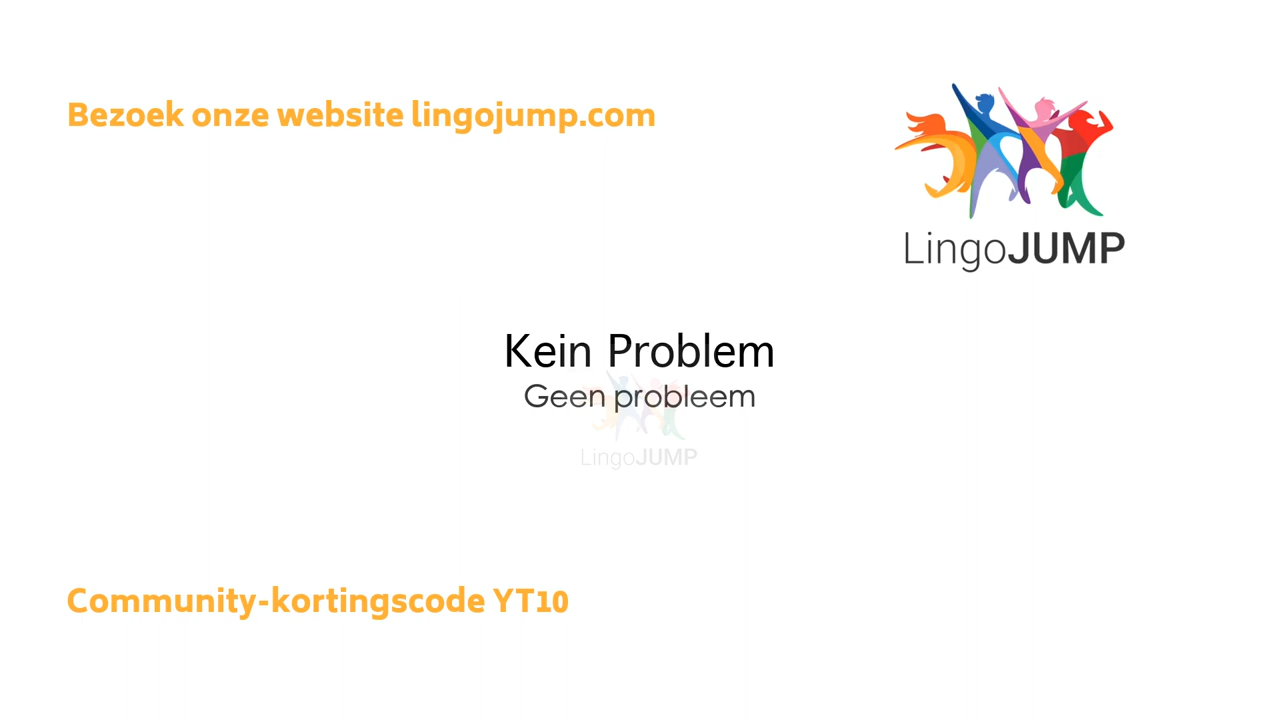 Bezoek onze website lingojump.com
LingoJUMP
Kein Problem
Geen probleem
LingoJUMP
Community-kortingscode YT10